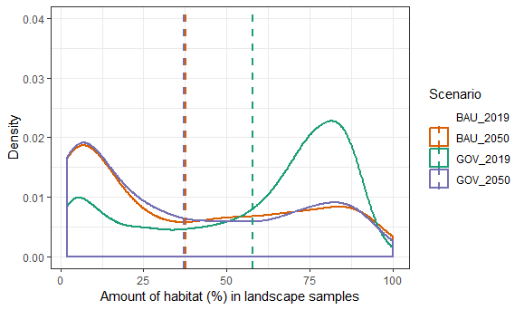 0.04
0.03
0.02
0.01
0.00
Density
0
25
50
75
100
Amount of habitat (%) in landscape samples
Scenario
BAU_2019
BAU_2050
GOV_2019
GOV_2050